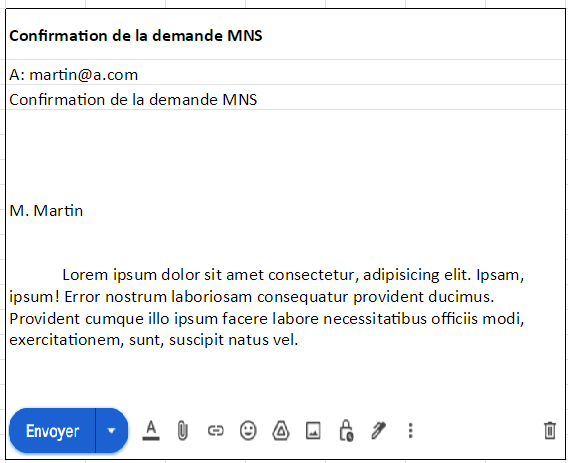 Confirmation de la demande MNS
A: martin@a.com
Confirmation de la demande MNS
M. Martin
Lorem ipsum dolor sit amet consectetur, adipisicing elit. Ipsam,
ipsum! Error nostrum laboriosam consequatur provident ducimus.
Provident cumque illo ipsum facere labore necessitatibus officiis modi,
exercitationem, sunt, suscipit natus vel.
Envoyer